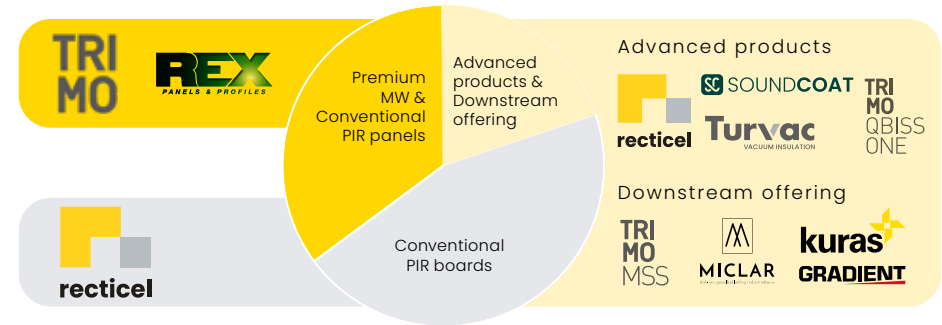 TRI
MO
REX
PANELS & PROFILES
Premium
MW &
Conventional
PIR panels
Advanced
products &
Downstream
offering
Conventional
PIR boards
recticel
Advanced products
recticel
SC SOUNDCOAT
Turvac
VACUUM INSULATION
TRI
MO
QBISS
ONE
Downstream offering
TRI
MO
MSS
MICLAR
kuras
GRADIENT